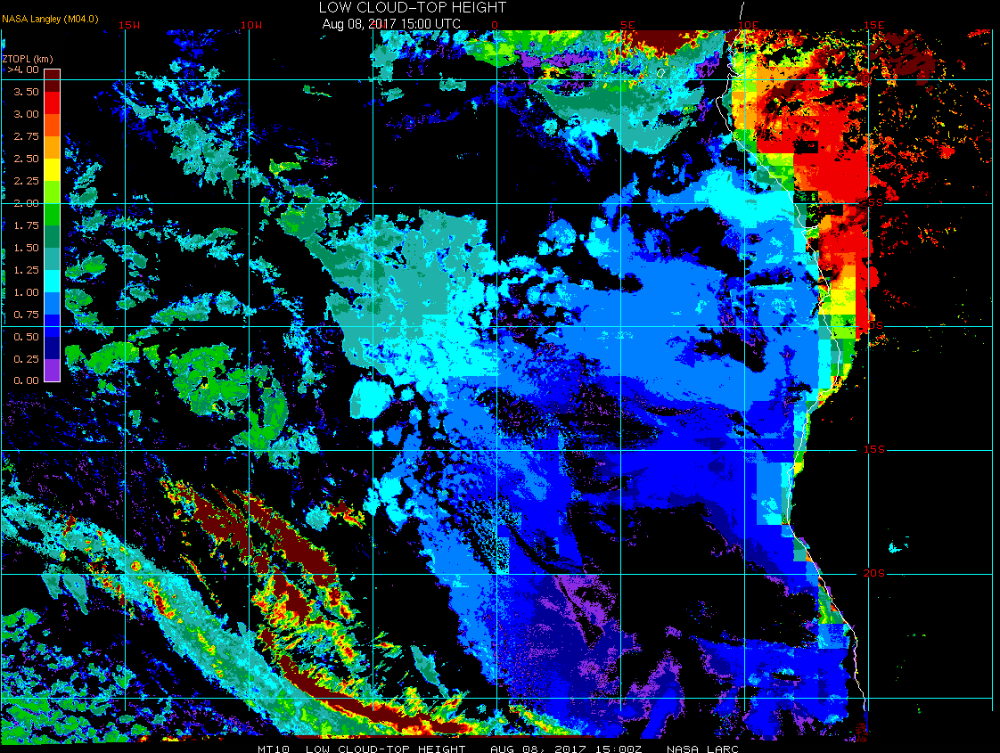 LOW CLOUD-TOP HEIGHT
NASA Langley (M04.0)
Aug 08, 2017 15:00 UTC
15W 10W 0 5E 10E 15E
ZTOPL (km)
>4.00
3.50
3.00
2.75
2.50
2.25
2.00
1.75
1.50
1.25
1.00
0.75
0.50
0.25
0.00
5S
15S
20S
MT10 LOW CLOUD-TOP HEIGHT AUG 08, 2017 15:00Z NASA LARC